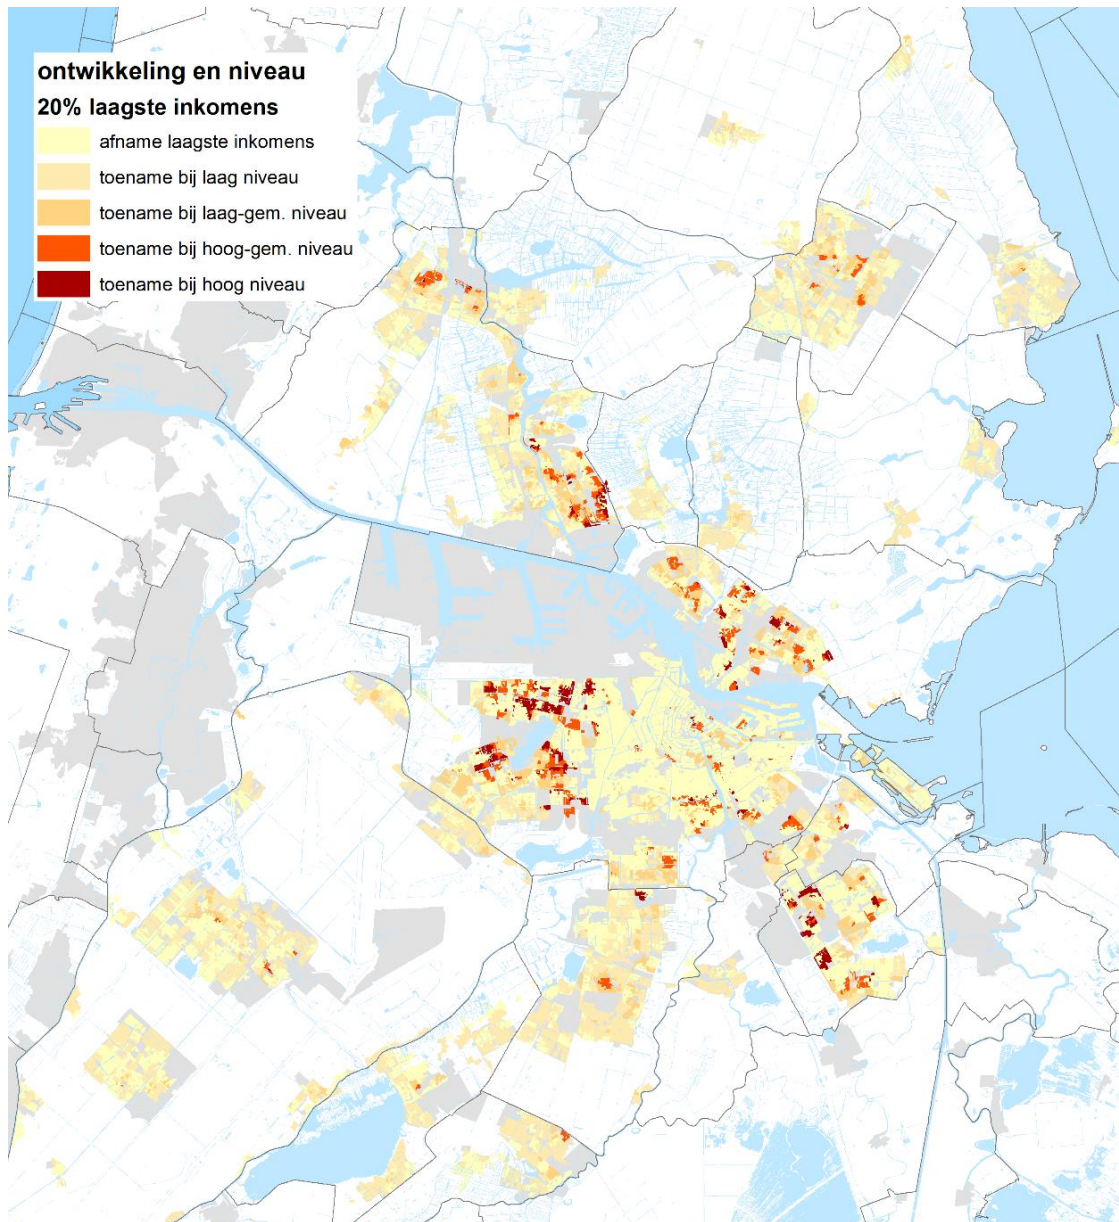 ontwikkeling en niveau
20% laagste inkomens
afname laagste inkomens
toename bij laag niveau
toename bij laag-gem. niveau
toename bij hoog-gem. niveau
toename bij hoog niveau